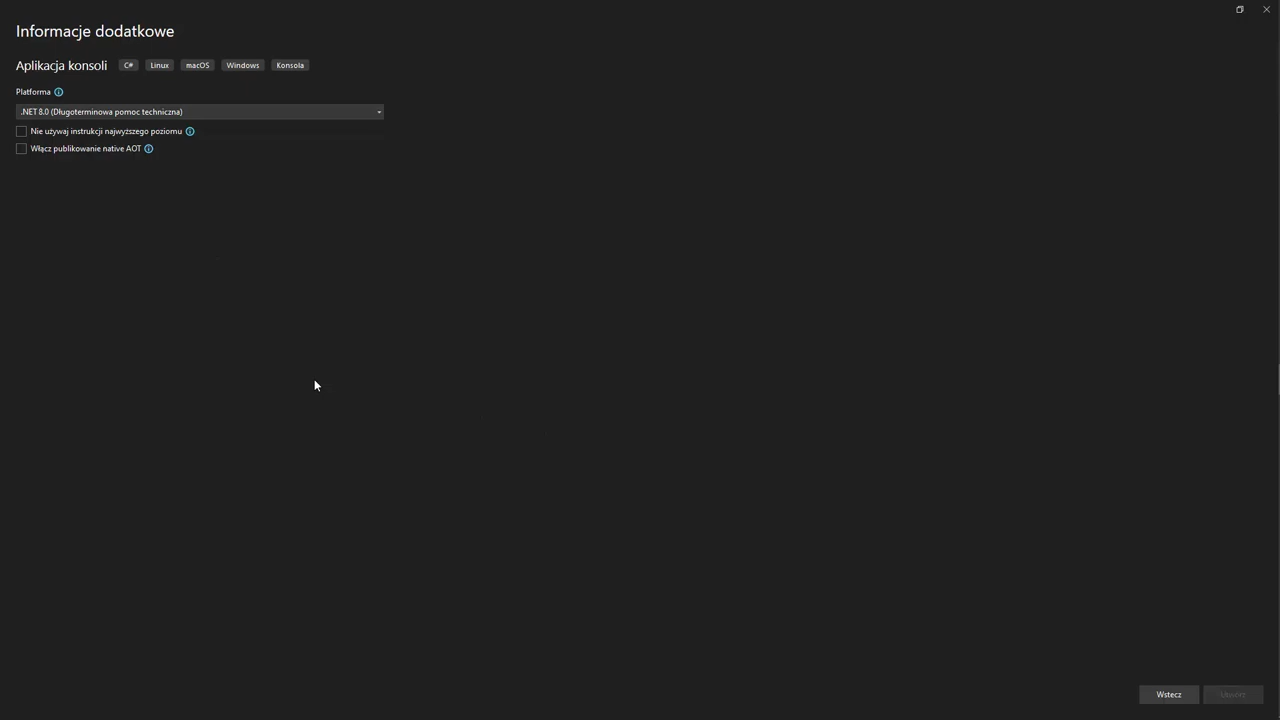 Informacje dodatkowe
Aplikacja konsoli C# Linux macOS Windows Konsola
Platforma
.NET 8.0 (Długoterminowa pomoc techniczna)
Nie używaj instrukcji najwyższego poziomu
Włącz publikowanie native AOT
Wstecz Utwórz